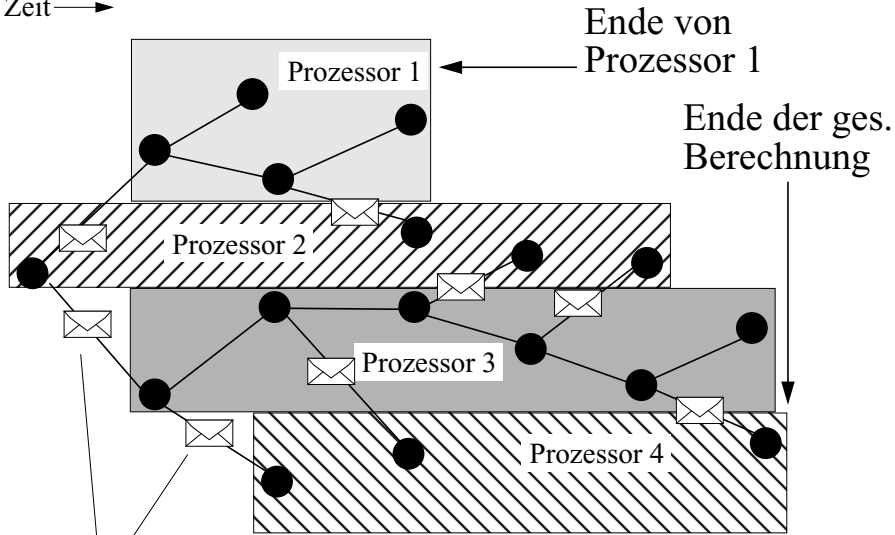 Zeit
Ende von
Prozessor 1
Prozessor 1
Ende der ges.
Berechnung
Prozessor 2
Prozessor 3
Prozessor 4